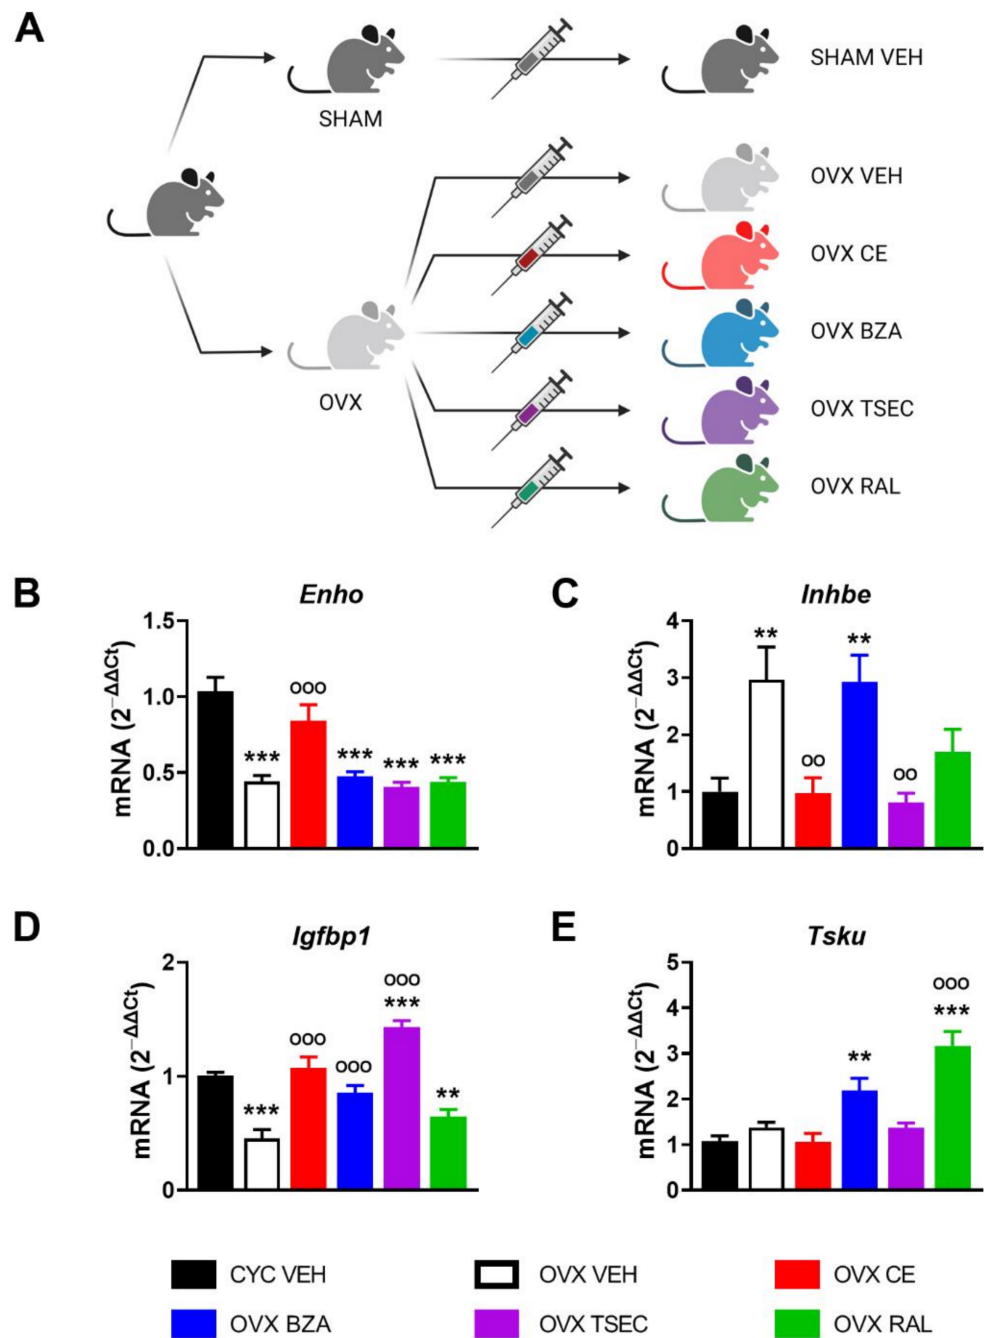 A
SHAM
SHAM VEH
OVX
OVX VEH
OVX CE
OVX BZA
OVX TSEC
OVX RAL
B
Enho
mRNA (2^−ΔΔCt)
1.5
1.0
0.5
0.0
***
ooo
***
***
***
C
Inhbe
mRNA (2^−ΔΔCt)
4
3
2
1
0
**
oo
**
oo
D
Igfbp1
mRNA (2^−ΔΔCt)
2
1
0
***
ooo
ooo
ooo
***
**
E
Tsku
mRNA (2^−ΔΔCt)
5
4
3
2
1
0
**
ooo
***
CYC VEH
OVX VEH
OVX CE
OVX BZA
OVX TSEC
OVX RAL